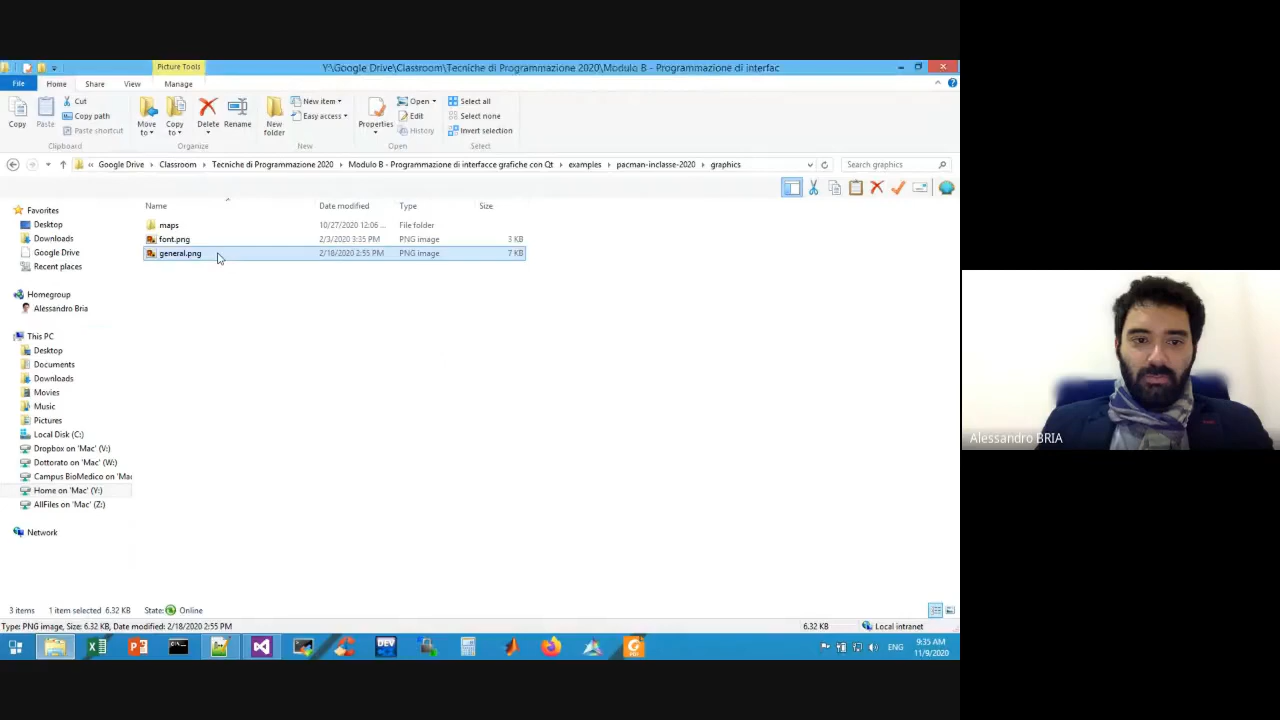 Picture Tools
Y:\Google Drive\Classroom\Tecniche di Programmazione 2020\Modulo B - Programmazione di interfac
File Home Share View Manage
Copy Paste Cut Copy path Paste shortcut
Move to Copy to Delete Rename
New folder New item Easy access
Properties Open Edit History
Select all Select none Invert selection
Clipboard Organize New Open Select
« Google Drive Classroom Tecniche di Programmazione 2020 Modulo B - Programmazione di interfacce grafiche con Qt examples pacman-inclasse-2020 graphics
Search graphics
Name Date modified Type Size
maps 10/27/2020 12:06 ... File folder
font.png 2/3/2020 3:35 PM PNG image 3 KB
general.png 2/18/2020 2:55 PM PNG image 7 KB
Favorites
Desktop
Downloads
Google Drive
Recent places
Homegroup
Alessandro Bria
This PC
Desktop
Documents
Downloads
Movies
Music
Pictures
Local Disk (C:)
Dropbox on 'Mac' (V:)
Dottorato on 'Mac' (W:)
Campus BioMedico on 'Mac
Home on 'Mac' (Y:)
AllFiles on 'Mac' (Z:)
Network
3 items 1 item selected 6.32 KB State: Online
Type: PNG image, Size: 6.32 KB, Date modified: 2/18/2020 2:55 PM 6.32 KB Local intranet
DEV
PDF
ENG
9:35 AM
11/9/2020
Alessandro BRIA